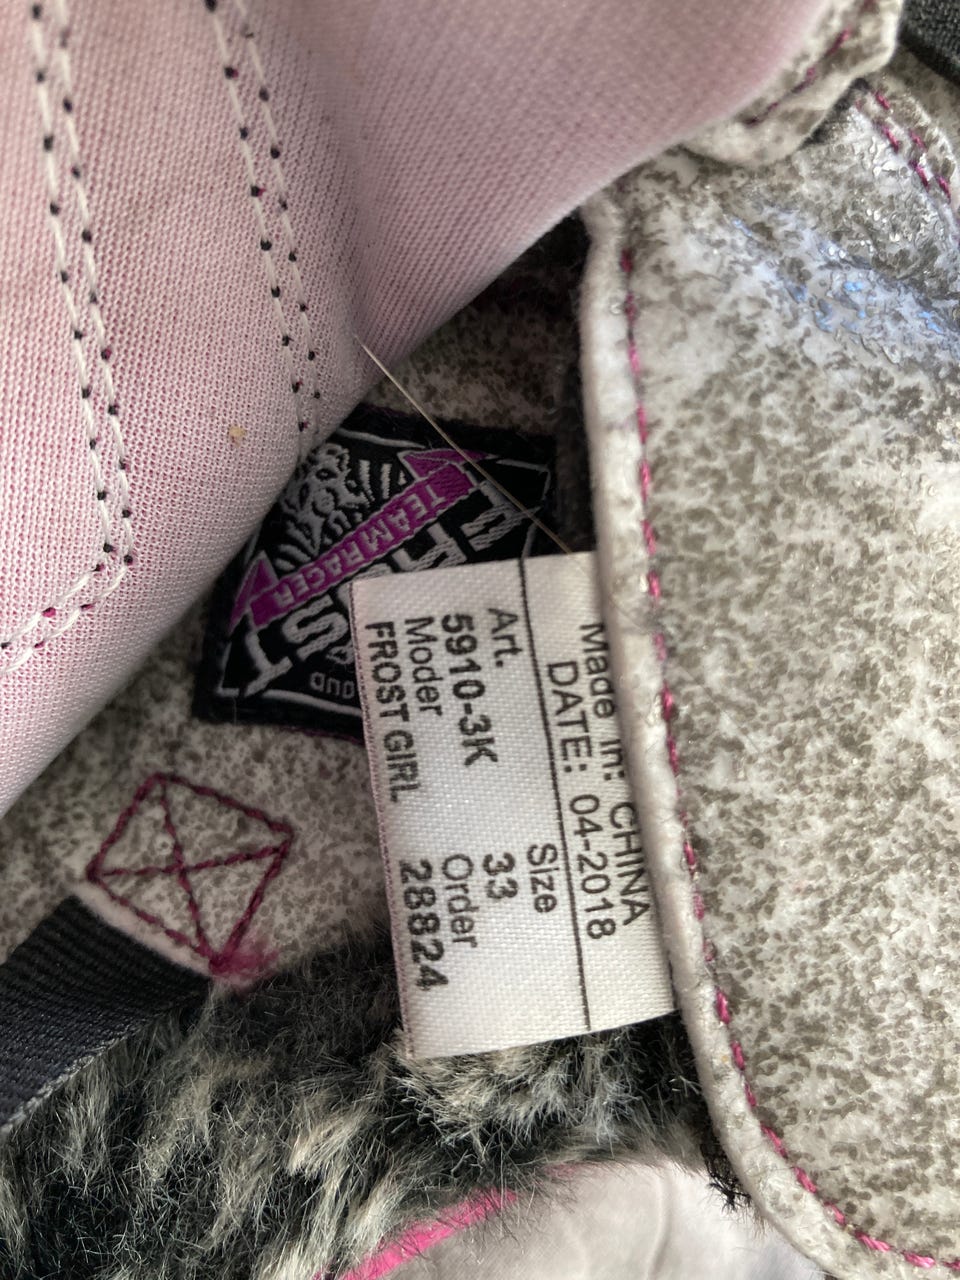 Made in: CHINA
DATE: 04-2018
Art. Size
5910-3K 33
Moder Order
FROST GIRL 28824
TEAM RACER